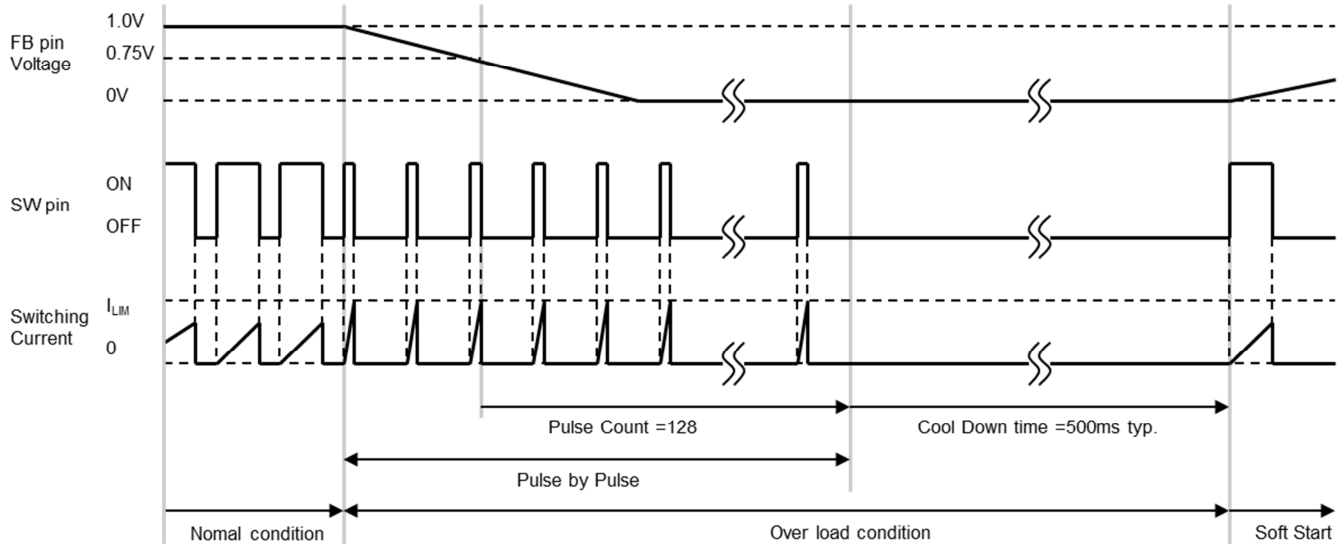 1.0V
FB pin
Voltage
0.75V
0V
ON
SW pin
OFF
I_LIM
Switching
Current
0
Pulse Count =128
Cool Down time =500ms typ.
Pulse by Pulse
Nomal condition
Over load condition
Soft Start